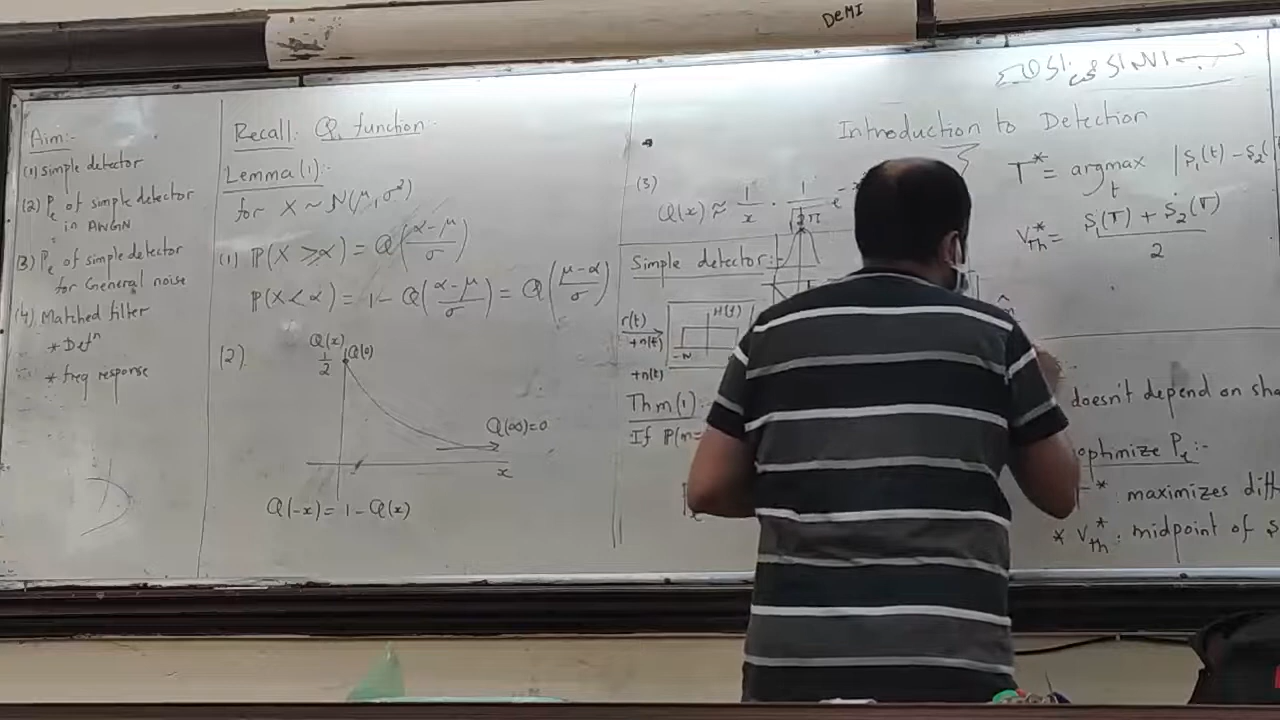 DeMI
Introduction to Detection
Aim:-
(1) simple detector
(2) Pe of simple detector
in AWGN
(3) Pe of simple detector
for General noise
(4) Matched filter
* Defⁿ
* freq response
Recall: Q function:-
Lemma (1):-
for X ~ N(μ, σ²)
(1) P(X ≥ α) = Q((α-μ)/σ)
P(X < α) = 1 - Q((α-μ)/σ) = Q((μ-α)/σ)
(2)
Q(x)
1/2
Q(0)
Q(∞)=0
x
Q(-x) = 1 - Q(x)
(3)
Q(x) ≈ 1/x · 1/√2π e
Simple detector:-
r(t)
+n(t)
H(f)
-W
+n(t)
Thm (1):-
If P(m=
Pe
T* = argmax |s₁(t) - s₂(
t
Vth* = (s₁(T) + s₂(T))/2
m̂
doesn't depend on sha
optimize Pe:-
* maximizes diff
* Vth* : midpoint of s